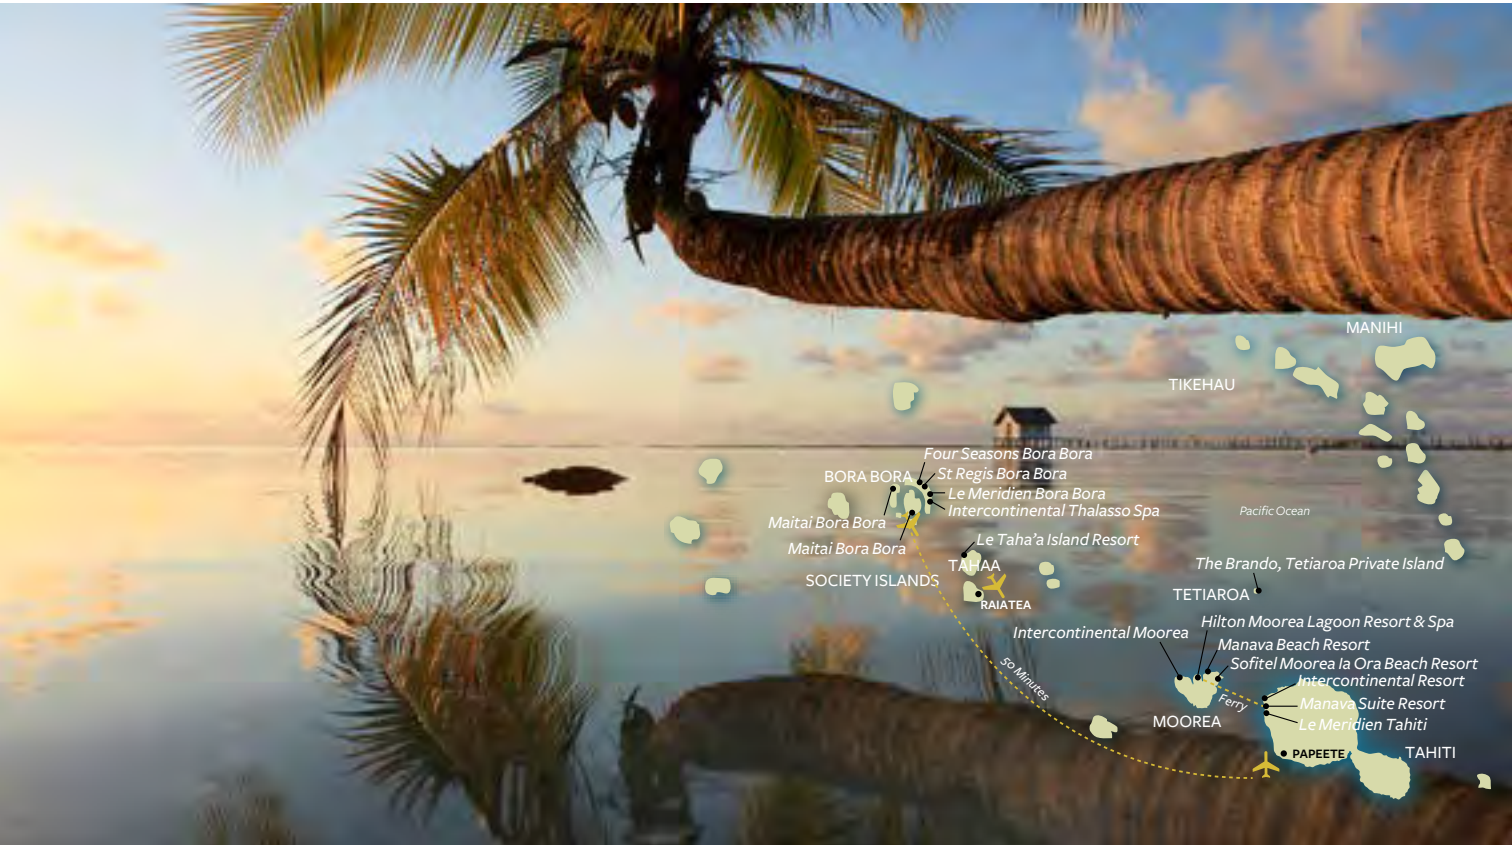 MANIHI
TIKEHAU
Four Seasons Bora Bora
BORA BORA
St Regis Bora Bora
Le Meridien Bora Bora
Intercontinental Thalasso Spa
Pacific Ocean
Maitai Bora Bora
Maitai Bora Bora
Le Taha'a Island Resort
TAHAA
The Brando, Tetiaroa Private Island
SOCIETY ISLANDS
TETIAROA
RAIATEA
Hilton Moorea Lagoon Resort & Spa
Intercontinental Moorea
Manava Beach Resort
Sofitel Moorea Ia Ora Beach Resort
Intercontinental Resort
50 Minutes
Ferry
Manava Suite Resort
MOOREA
Le Meridien Tahiti
PAPEETE
TAHITI